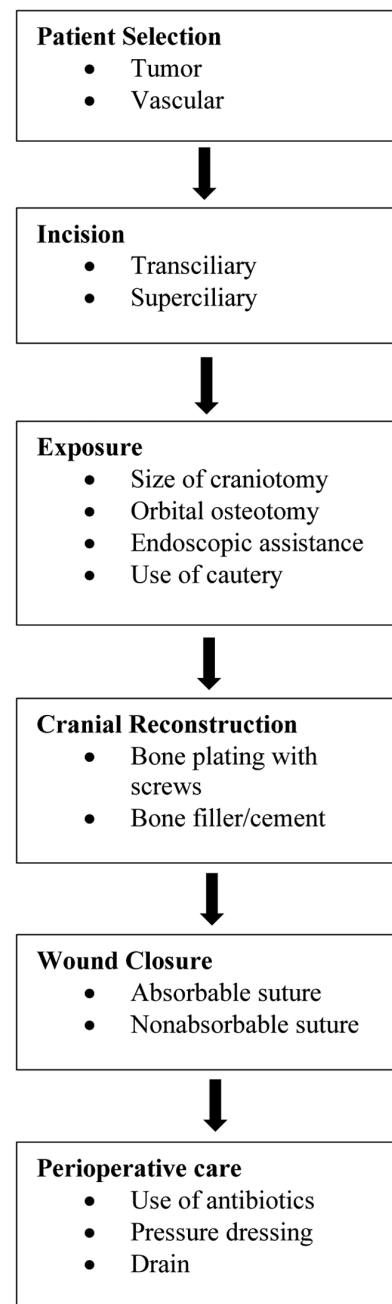 Patient Selection
• Tumor
• Vascular
Incision
• Transciliary
• Superciliary
Exposure
• Size of craniotomy
• Orbital osteotomy
• Endoscopic assistance
• Use of cautery
Cranial Reconstruction
• Bone plating with
screws
• Bone filler/cement
Wound Closure
• Absorbable suture
• Nonabsorbable suture
Perioperative care
• Use of antibiotics
• Pressure dressing
• Drain